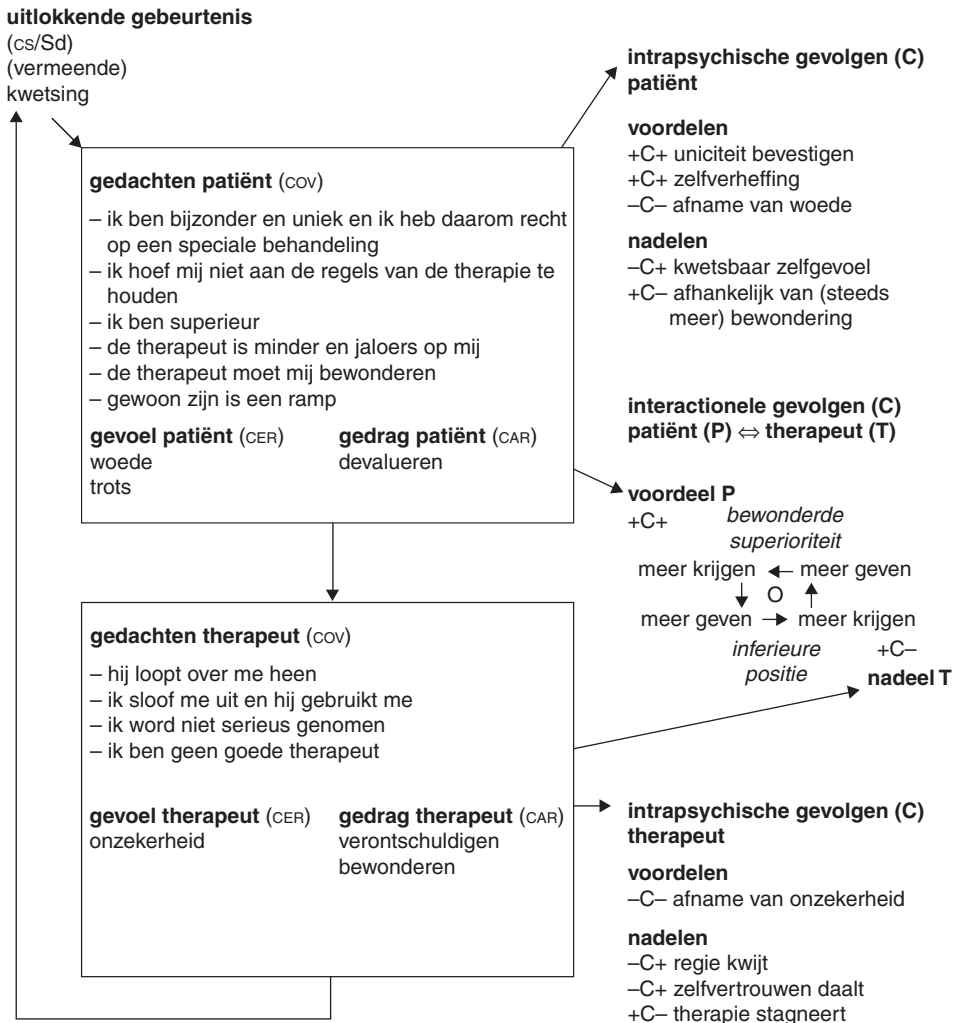 uitlokkende gebeurtenis
(CS/Sd)
(vermeende)
kwetsing
gedachten patiënt (COV)
– ik ben bijzonder en uniek en ik heb daarom recht
op een speciale behandeling
– ik hoef mij niet aan de regels van de therapie te
houden
– ik ben superieur
– de therapeut is minder en jaloers op mij
– de therapeut moet mij bewonderen
– gewoon zijn is een ramp
gevoel patiënt (CER) gedrag patiënt (CAR)
woede devalueren
trots
intrapsychische gevolgen (C)
patiënt
voordelen
+C+ uniciteit bevestigen
+C+ zelfverheffing
–C– afname van woede
nadelen
–C+ kwetsbaar zelfgevoel
+C– afhankelijk van (steeds
meer) bewondering
interactionele gevolgen (C)
patiënt (P) ⇔ therapeut (T)
voordeel P
+C+ bewonderde
superioriteit
meer krijgen ← meer geven
↓ O ↑
meer geven → meer krijgen
inferieure +C–
positie nadeel T
gedachten therapeut (COV)
– hij loopt over me heen
– ik sloof me uit en hij gebruikt me
– ik word niet serieus genomen
– ik ben geen goede therapeut
gevoel therapeut (CER) gedrag therapeut (CAR)
onzekerheid verontschuldigen
bewonderen
intrapsychische gevolgen (C)
therapeut
voordelen
–C– afname van onzekerheid
nadelen
–C+ regie kwijt
–C+ zelfvertrouwen daalt
+C– therapie stagneert